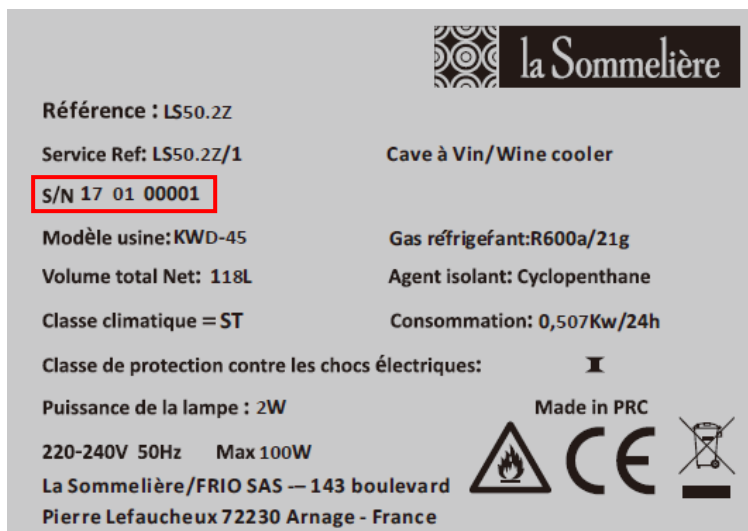 la Sommelière
Référence : LS50.2Z
Service Ref: LS50.2Z/1 Cave à Vin/Wine cooler
S/N 17 01 00001
Modèle usine: KWD-45 Gas réfrigeŕant:R600a/21g
Volume total Net: 118L Agent isolant: Cyclopenthane
Classe climatique = ST Consommation: 0,507Kw/24h
Classe de protection contre les chocs électriques: I
Puissance de la lampe : 2W Made in PRC
220-240V 50Hz Max 100W
CE
La Sommelière/FRIO SAS -– 143 boulevard
Pierre Lefaucheux 72230 Arnage - France